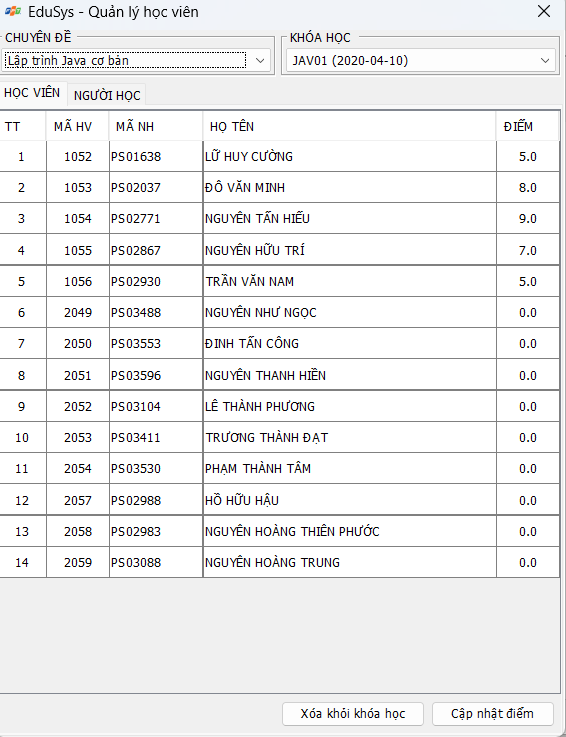 EduSys - Quản lý học viên
CHUYÊN ĐỀ KHÓA HỌC
Lập trình Java cơ bản JAV01 (2020-04-10)
HỌC VIÊN NGƯỜI HỌC
TT MÃ HV MÃ NH HỌ TÊN ĐIỂM
1 1052 PS01638 LỮ HUY CƯỜNG 5.0
2 1053 PS02037 ĐỖ VĂN MINH 8.0
3 1054 PS02771 NGUYỄN TẤN HIẾU 9.0
4 1055 PS02867 NGUYỄN HỮU TRÍ 7.0
5 1056 PS02930 TRẦN VĂN NAM 5.0
6 2049 PS03488 NGUYỄN NHƯ NGỌC 0.0
7 2050 PS03553 ĐINH TẤN CÔNG 0.0
8 2051 PS03596 NGUYỄN THANH HIỀN 0.0
9 2052 PS03104 LÊ THÀNH PHƯƠNG 0.0
10 2053 PS03411 TRƯƠNG THÀNH ĐẠT 0.0
11 2054 PS03530 PHẠM THÀNH TÂM 0.0
12 2057 PS02988 HỒ HỮU HẬU 0.0
13 2058 PS02983 NGUYỄN HOÀNG THIÊN PHƯỚC 0.0
14 2059 PS03088 NGUYỄN HOÀNG TRUNG 0.0
Xóa khỏi khóa học Cập nhật điểm